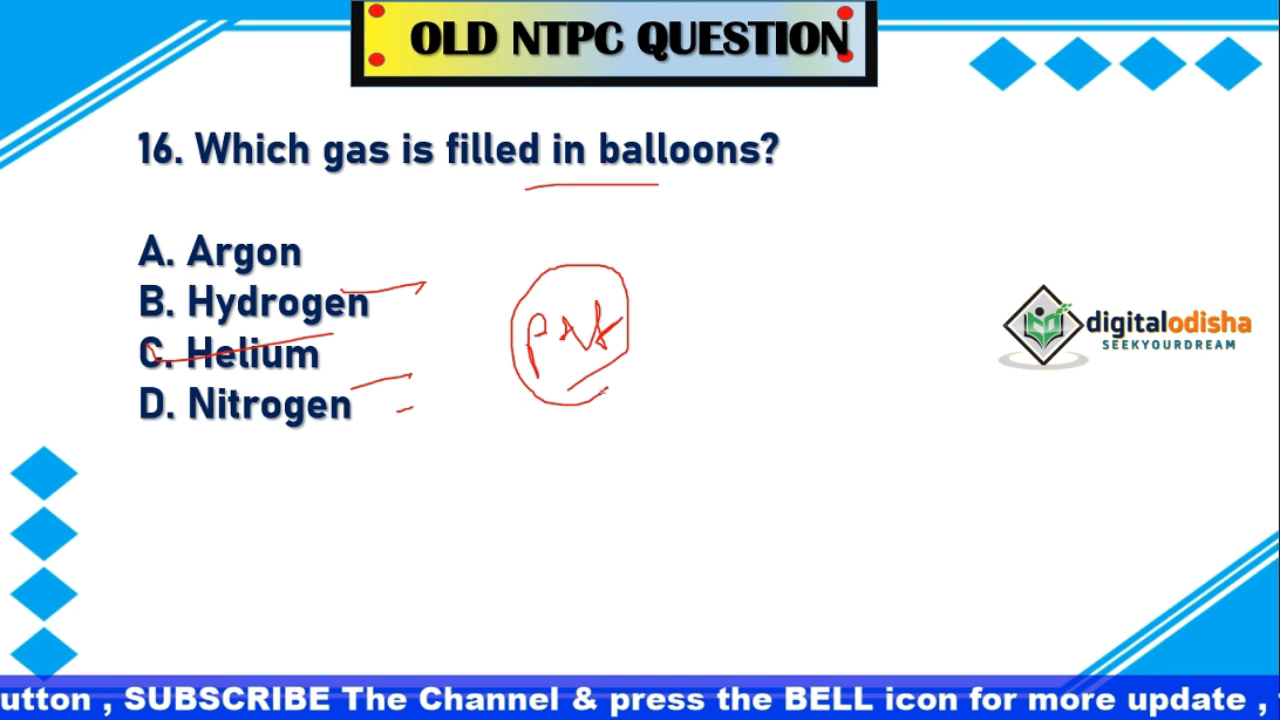 OLD NTPC QUESTION
16. Which gas is filled in balloons?
A. Argon
B. Hydrogen
C. Helium
D. Nitrogen
digitalodisha
SEEKYOURDREAM
utton , SUBSCRIBE The Channel & press the BELL icon for more update ,